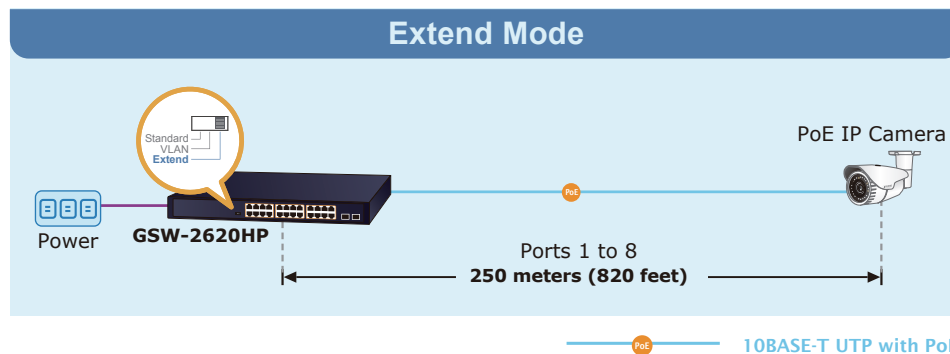 Extend Mode
Standard
VLAN
Extend
PoE IP Camera
PoE
Power
GSW-2620HP
Ports 1 to 8
250 meters (820 feet)
PoE
10BASE-T UTP with